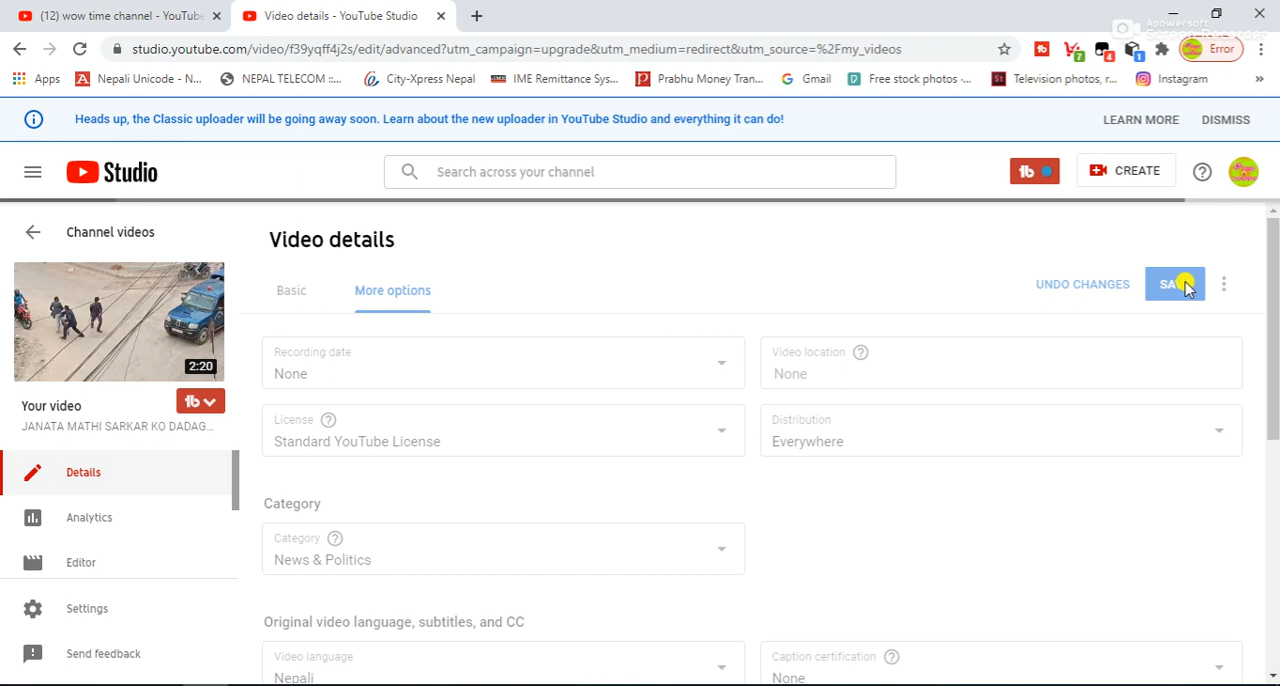 (12) wow time channel - YouTube
Video details - YouTube Studio
Apowersoft
Screen Recorder
studio.youtube.com/video/f39yqff4j2s/edit/advanced?utm_campaign=upgrade&utm_medium=redirect&utm_source=%2Fmy_videos
7
4
1
Error
Apps
Nepali Unicode - N...
NEPAL TELECOM ::...
City-Xpress Nepal
IME Remittance Sys...
Prabhu Money Tran...
Gmail
Free stock photos -...
Television photos, r...
Instagram
»
Heads up, the Classic uploader will be going away soon. Learn about the new uploader in YouTube Studio and everything it can do!
LEARN MORE
DISMISS
Studio
Search across your channel
CREATE
Channel videos
Video details
2:20
Basic
More options
UNDO CHANGES
Your video
JANATA MATHI SARKAR KO DADAG...
Recording date
None
Video location
None
License
Standard YouTube License
Distribution
Everywhere
Details
Analytics
Editor
Settings
Send feedback
Category
Category
News & Politics
Original video language, subtitles, and CC
Video language
Nepali
Caption certification
None